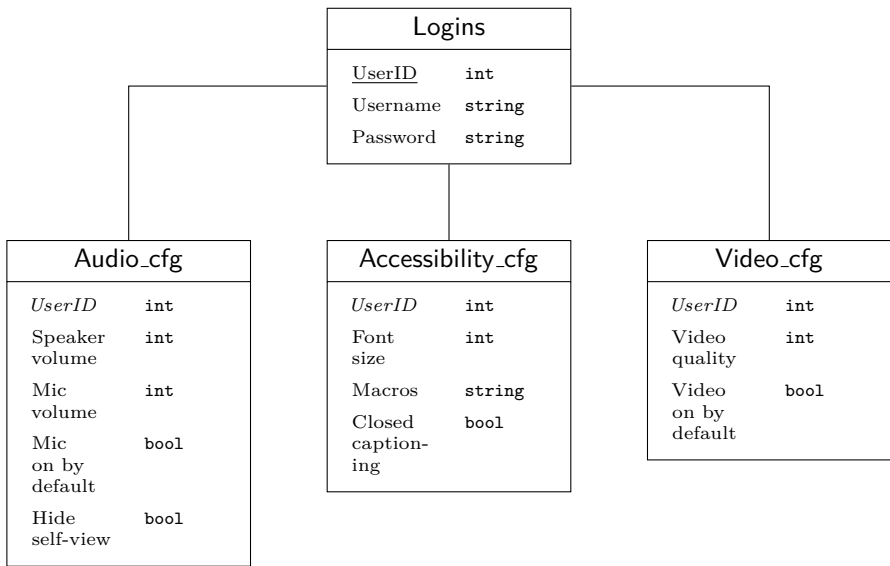 Logins
UserID int
Username string
Password string
Audio_cfg
UserID int
Speaker int
volume
Mic int
volume
Mic bool
on by
default
Hide bool
self-view
Accessibility_cfg
UserID int
Font int
size
Macros string
Closed bool
caption-
ing
Video_cfg
UserID int
Video int
quality
Video bool
on by
default